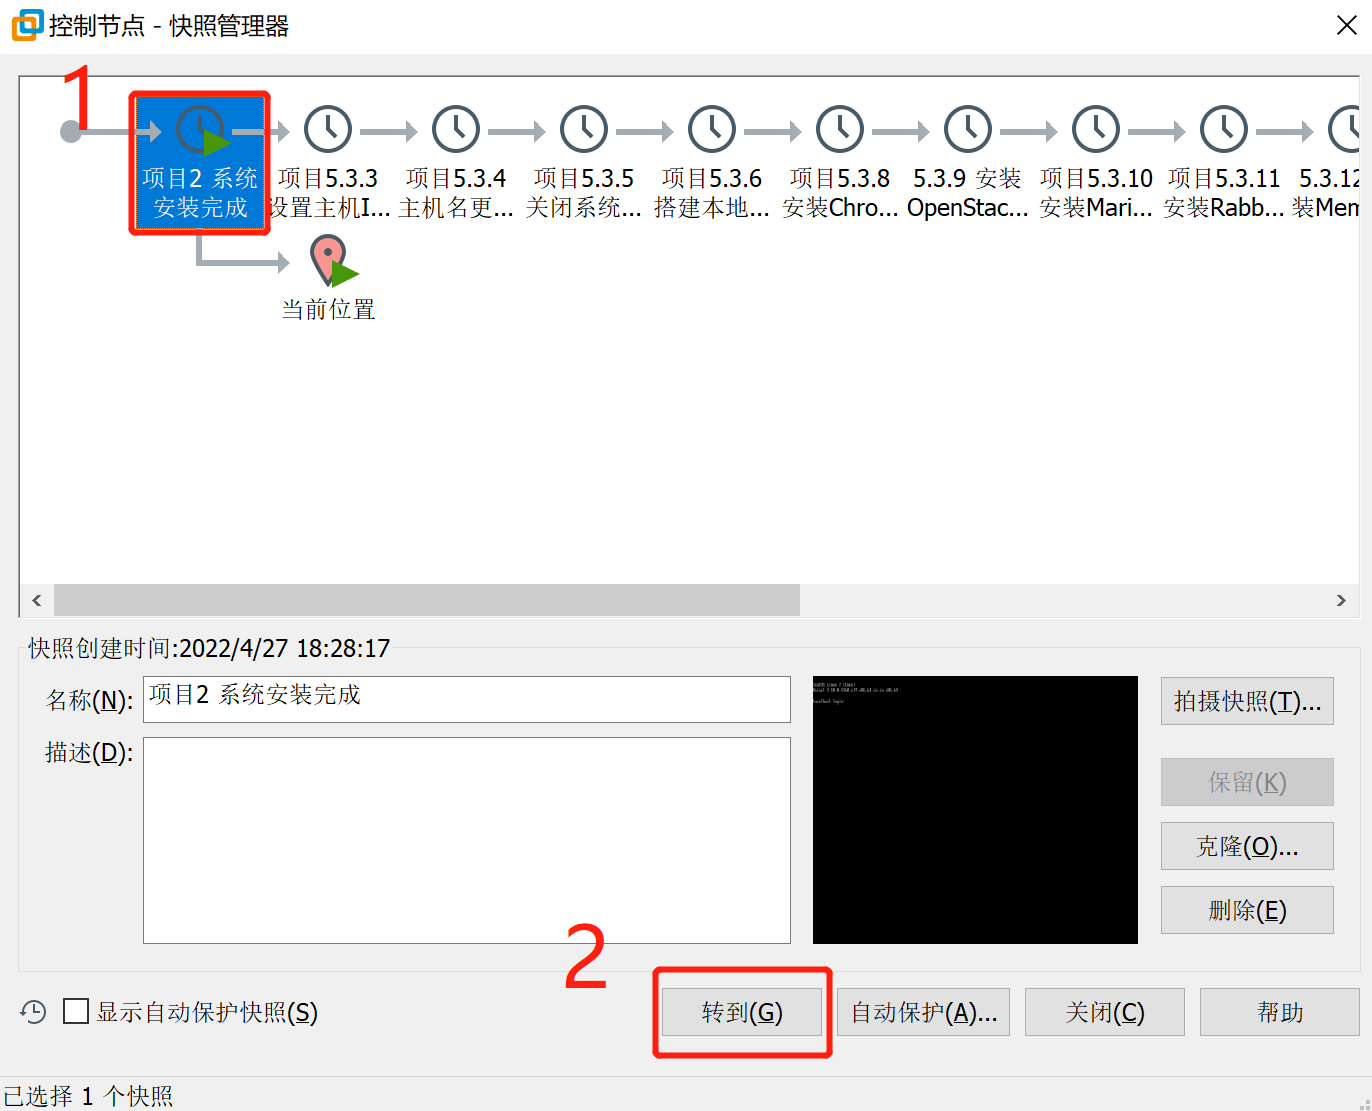 控制节点 - 快照管理器
1
项目2 系统
安装完成
项目5.3.3
设置主机I...
项目5.3.4
主机名更...
项目5.3.5
关闭系统...
项目5.3.6
搭建本地...
项目5.3.8
安装Chro...
5.3.9 安装
OpenStac...
项目5.3.10
安装Mari...
项目5.3.11
安装Rabb...
5.3.12
装Mem
当前位置
快照创建时间:2022/4/27 18:28:17
名称(N):
项目2 系统安装完成
描述(D):
拍摄快照(T)...
保留(K)
克隆(O)...
删除(E)
2
显示自动保护快照(S)
转到(G)
自动保护(A)...
关闭(C)
帮助
已选择 1 个快照